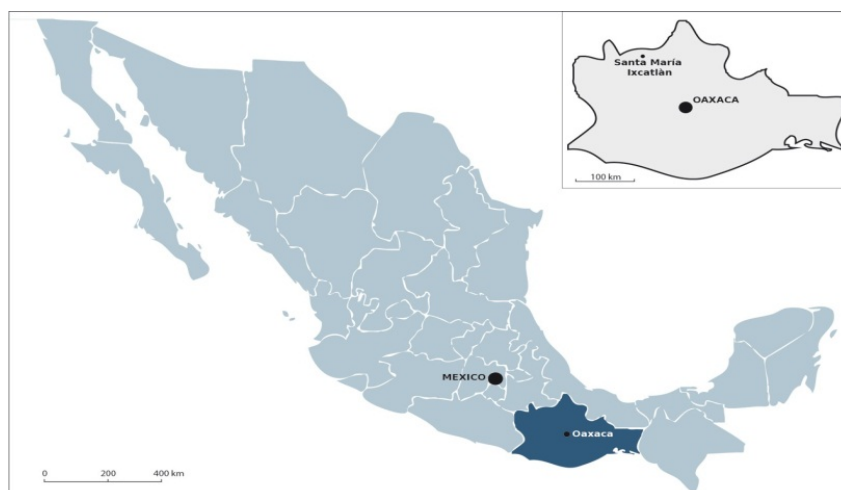 Santa María
Ixcatlàn
OAXACA
100 km
MEXICO
Oaxaca
0 200 400 km